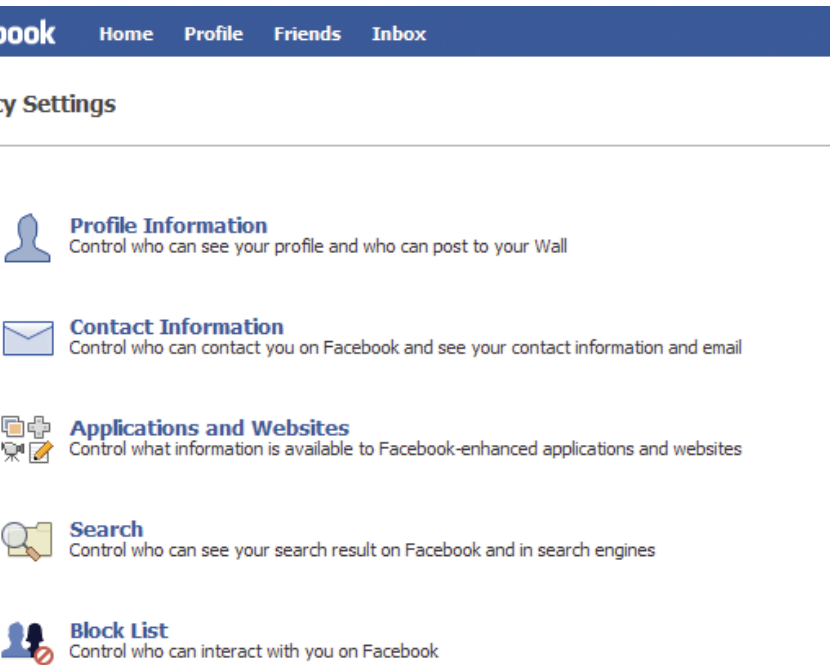 book Home Profile Friends Inbox
cy Settings
Profile Information
Control who can see your profile and who can post to your Wall
Contact Information
Control who can contact you on Facebook and see your contact information and email
Applications and Websites
Control what information is available to Facebook-enhanced applications and websites
Search
Control who can see your search result on Facebook and in search engines
Block List
Control who can interact with you on Facebook